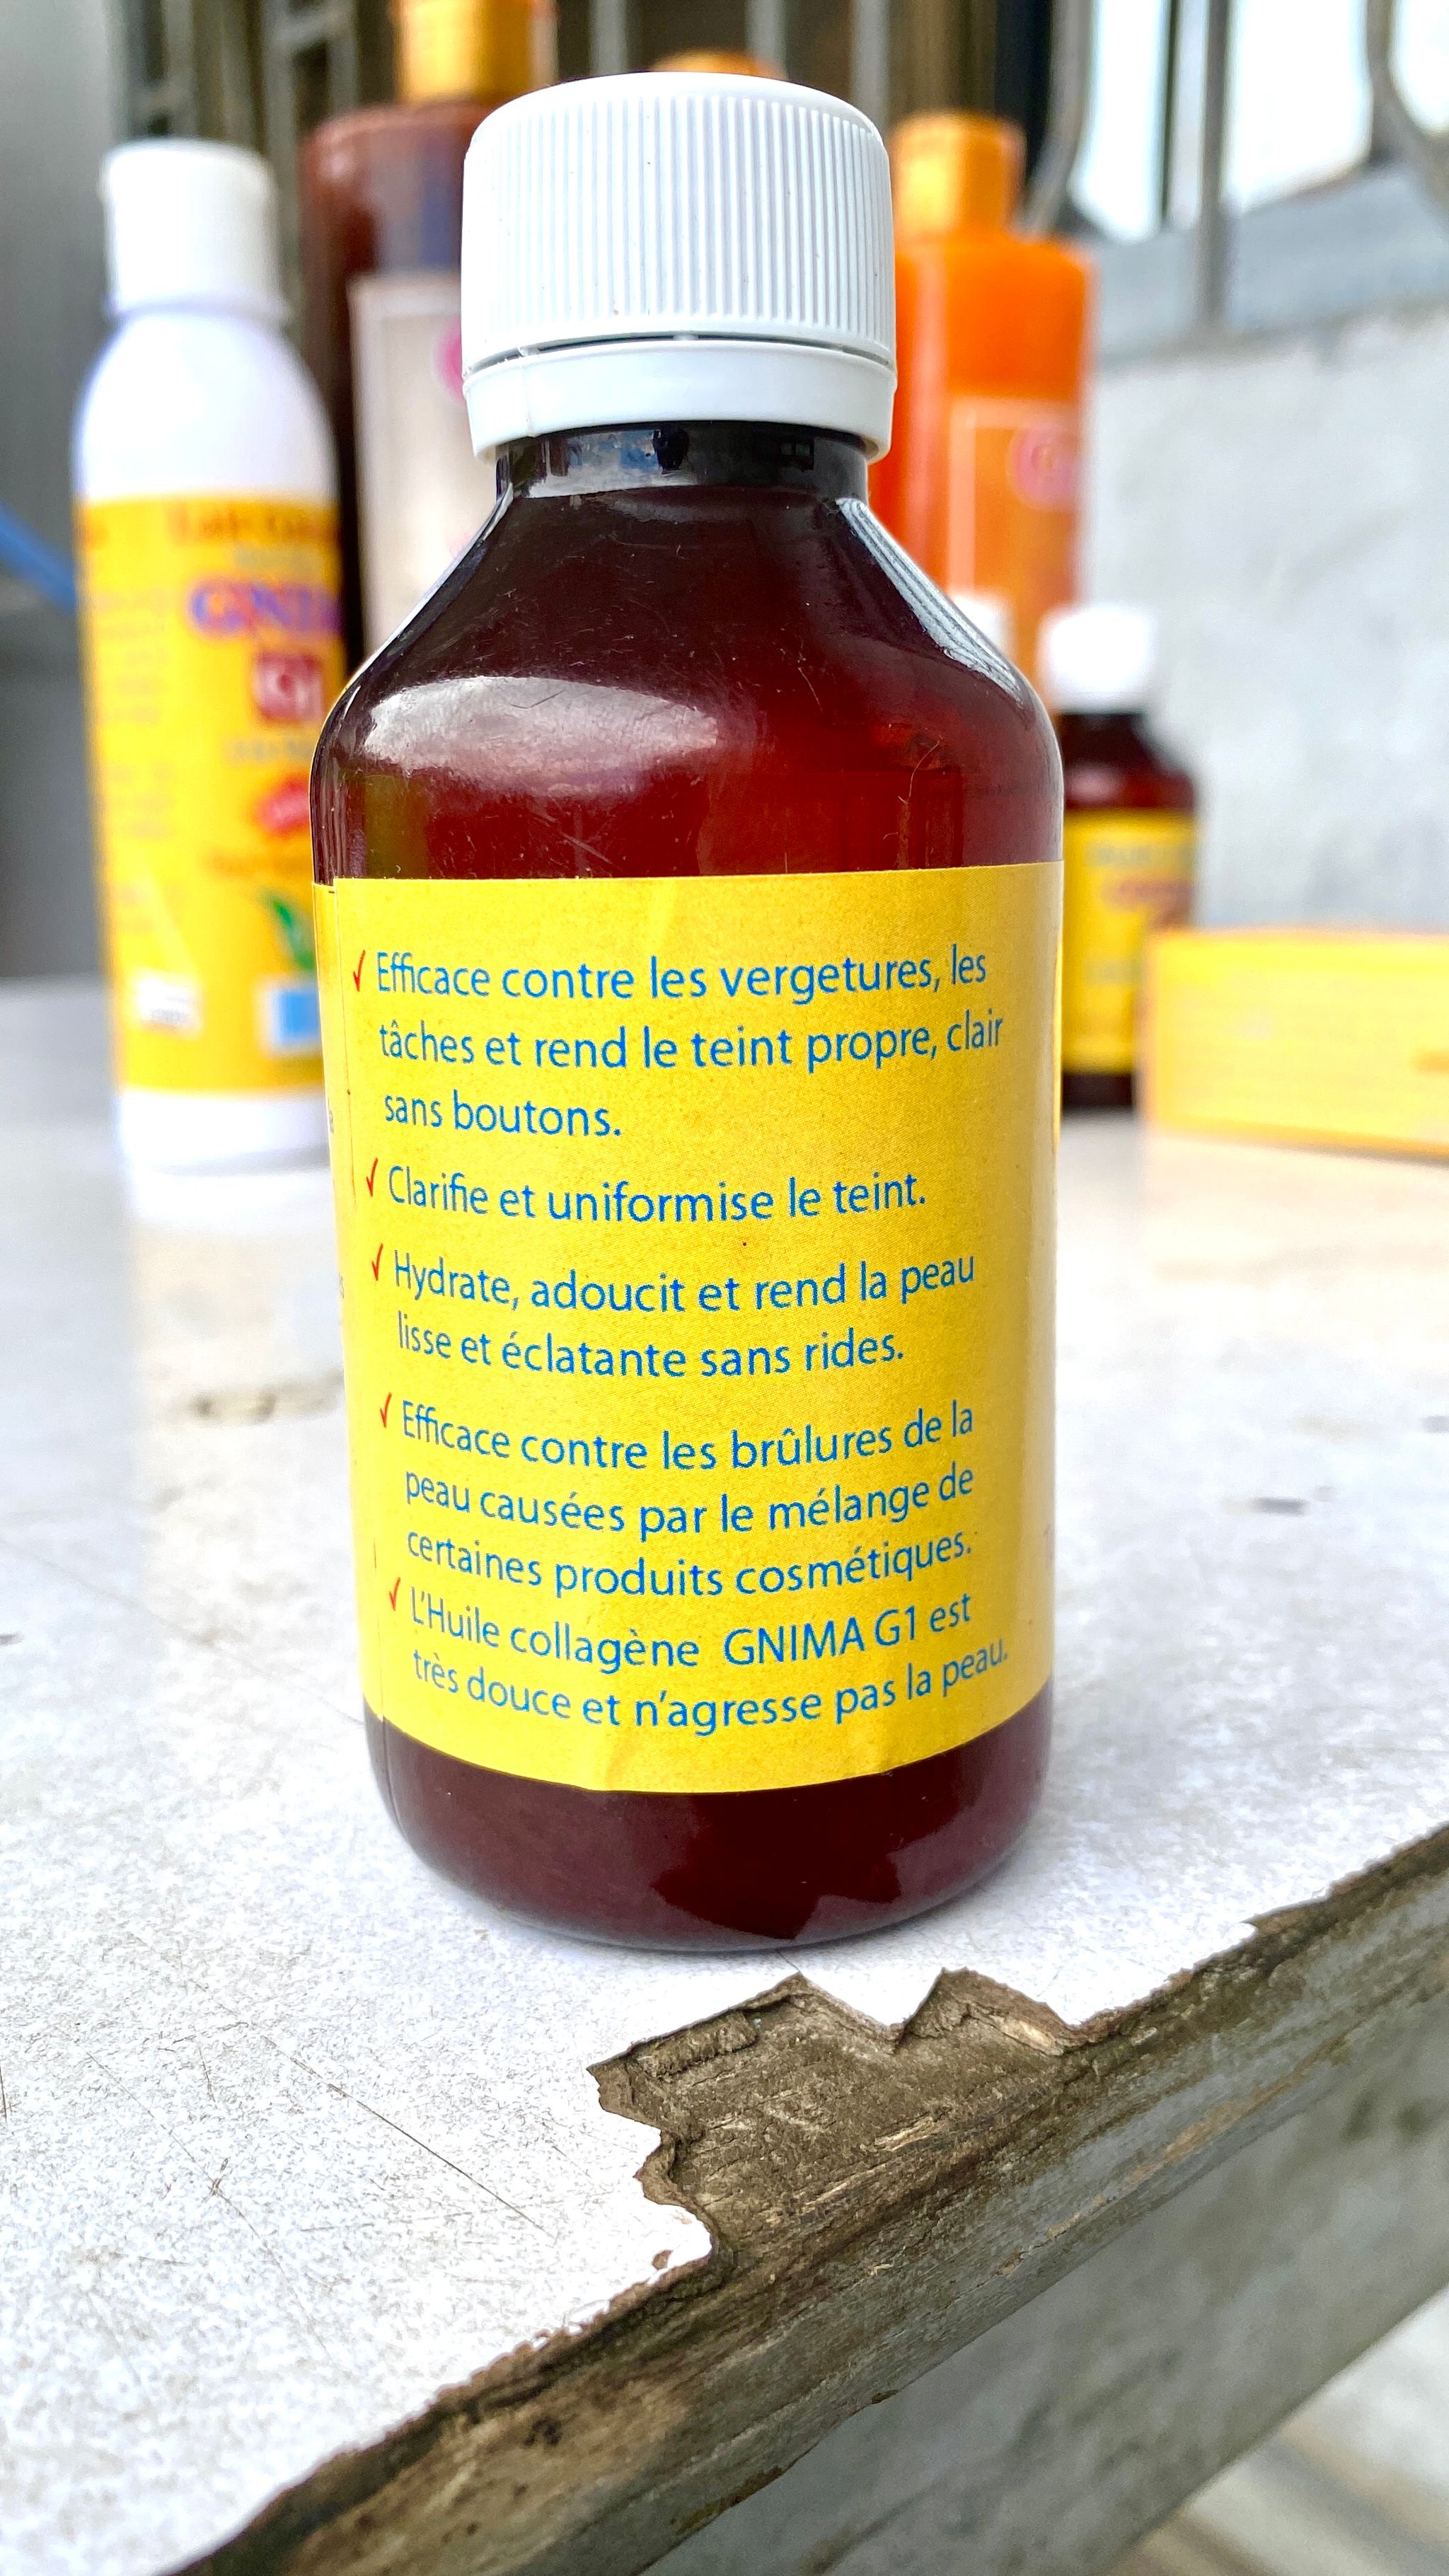 ✓ Efficace contre les vergetures, les
tâches et rend le teint propre, clair
sans boutons.
✓ Clarifie et uniformise le teint.
✓ Hydrate, adoucit et rend la peau
lisse et éclatante sans rides.
✓ Efficace contre les brûlures de la
peau causées par le mélange de
certaines produits cosmétiques.
✓ L'Huile collagène GNIMA G1 est
très douce et n'agresse pas la peau.